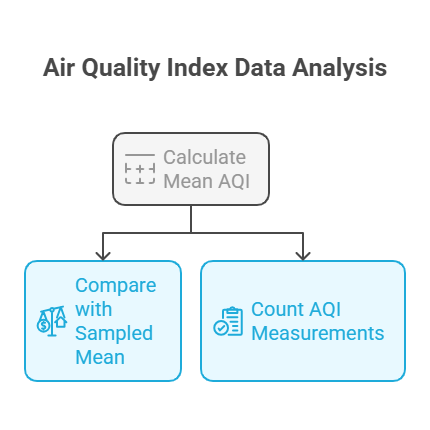 Air Quality Index Data Analysis
Calculate
Mean AQI
Compare
with
Sampled
Mean
Count AQI
Measurements